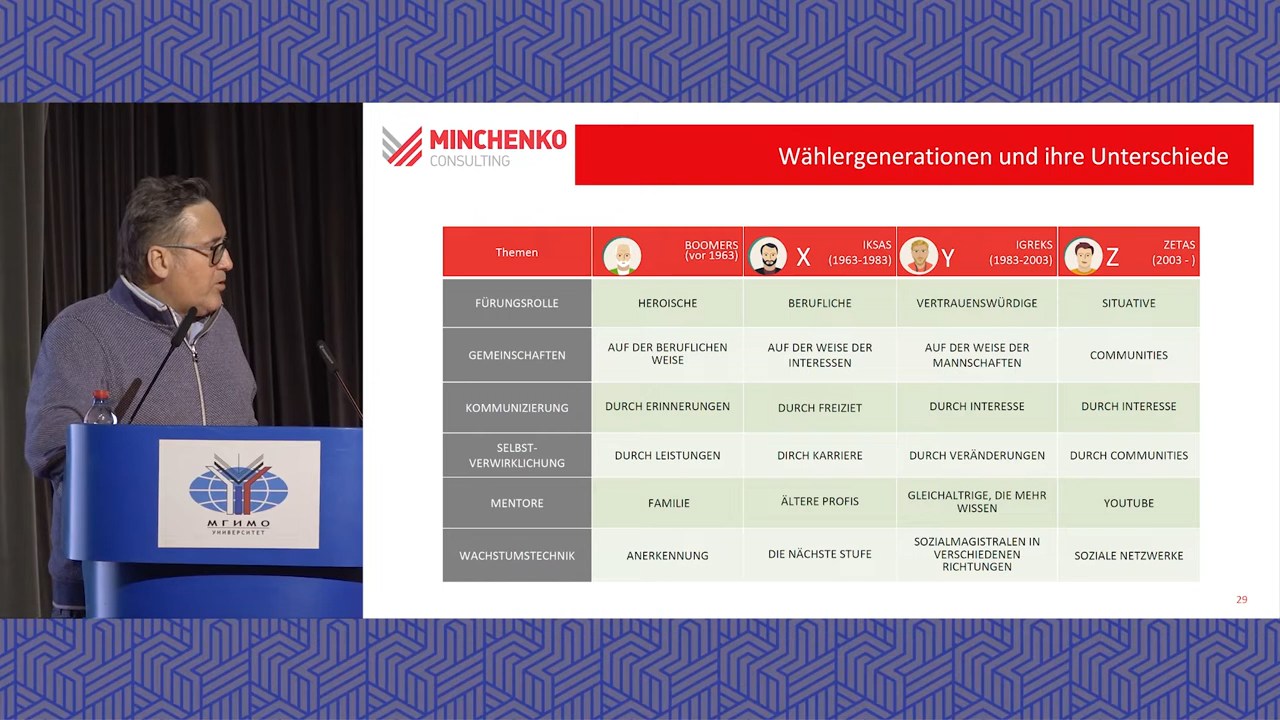 MINCHENKO
CONSULTING
Wählergenerationen und ihre Unterschiede
Themen
BOOMERS
(vor 1963)
X
IKSAS
(1963-1983)
Y
IGREKS
(1983-2003)
Z
ZETAS
(2003 - )
FÜRUNGSROLLE
HEROISCHE
BERUFLICHE
VERTRAUENSWÜRDIGE
SITUATIVE
GEMEINSCHAFTEN
AUF DER BERUFLICHEN
WEISE
AUF DER WEISE DER
INTERESSEN
AUF DER WEISE DER
MANNSCHAFTEN
COMMUNITIES
KOMMUNIZIERUNG
DURCH ERINNERUNGEN
DURCH FREIZIET
DURCH INTERESSE
DURCH INTERESSE
SELBST-
VERWIRKLICHUNG
DURCH LEISTUNGEN
DIRCH KARRIERE
DURCH VERÄNDERUNGEN
DURCH COMMUNITIES
MENTORE
FAMILIE
ÄLTERE PROFIS
GLEICHALTRIGE, DIE MEHR
WISSEN
YOUTUBE
WACHSTUMSTECHNIK
ANERKENNUNG
DIE NÄCHSTE STUFE
SOZIALMAGISTRALEN IN
VERSCHIEDENEN
RICHTUNGEN
SOZIALE NETZWERKE
29
МГИМО
УНИВЕРСИТЕТ